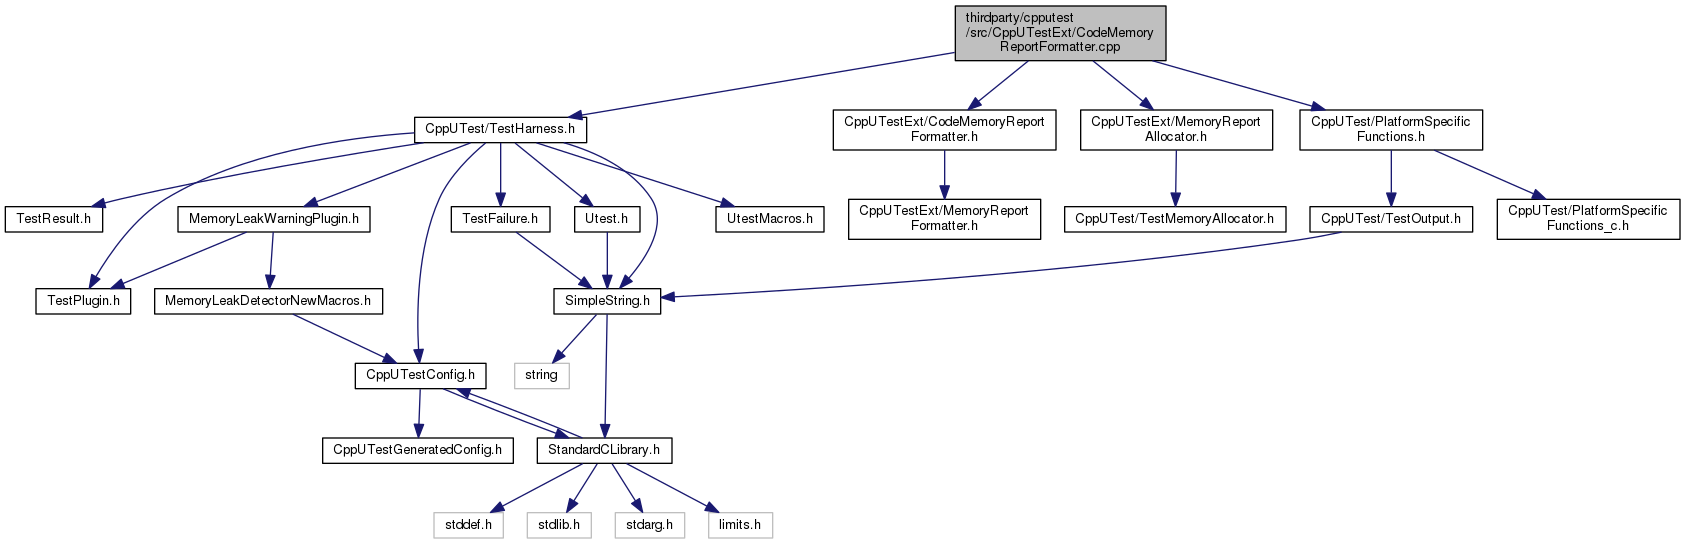 thirdparty/cpputest
/src/CppUTestExt/CodeMemory
ReportFormatter.cpp
CppUTest/TestHarness.h
CppUTestExt/CodeMemoryReport
Formatter.h
CppUTestExt/MemoryReport
Allocator.h
CppUTest/PlatformSpecific
Functions.h
TestResult.h
MemoryLeakWarningPlugin.h
TestFailure.h
Utest.h
UtestMacros.h
CppUTestExt/MemoryReport
Formatter.h
CppUTest/TestMemoryAllocator.h
CppUTest/TestOutput.h
CppUTest/PlatformSpecific
Functions_c.h
TestPlugin.h
MemoryLeakDetectorNewMacros.h
SimpleString.h
CppUTestConfig.h
string
CppUTestGeneratedConfig.h
StandardCLibrary.h
stddef.h
stdlib.h
stdarg.h
limits.h